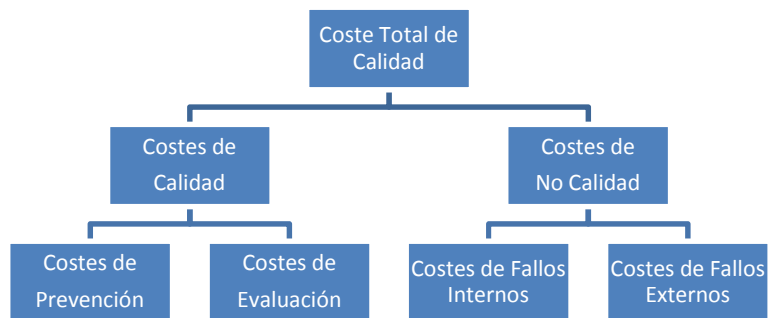 Coste Total de
Calidad
Costes de
Calidad
Costes de
No Calidad
Costes de
Prevención
Costes de
Evaluación
Costes de Fallos
Internos
Costes de Fallos
Externos